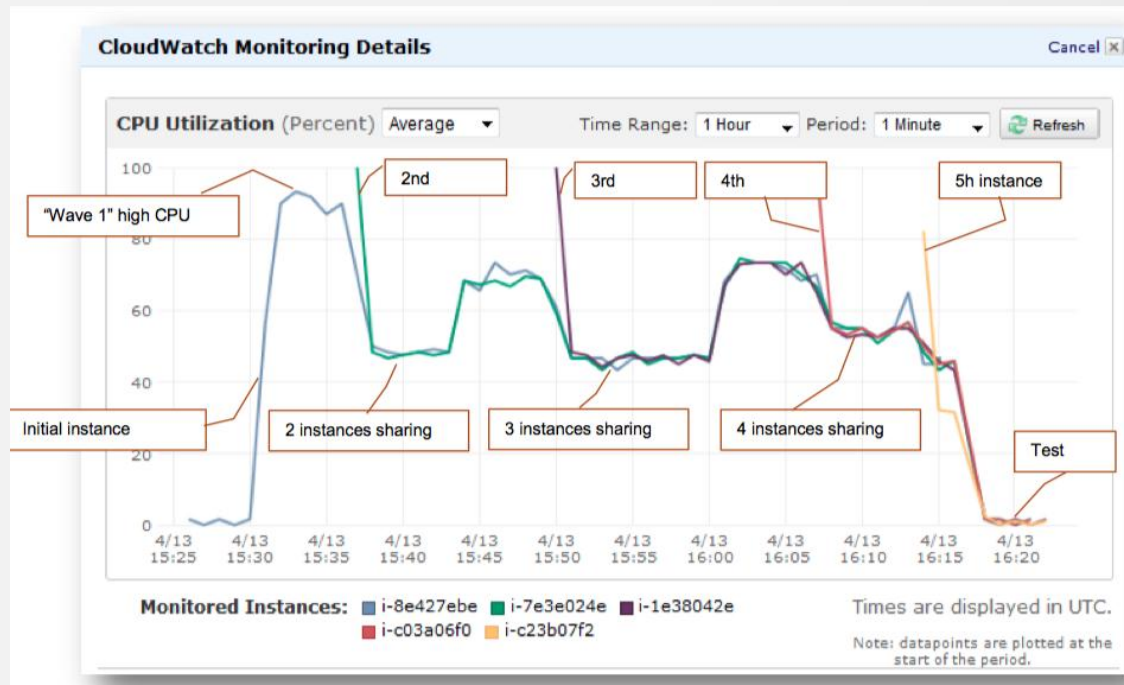 CloudWatch Monitoring Details
Cancel
CPU Utilization (Percent) Average
Time Range: 1 Hour Period: 1 Minute Refresh
100
80
60
40
20
0
"Wave 1" high CPU
2nd
3rd
4th
5h instance
Initial instance
2 instances sharing
3 instances sharing
4 instances sharing
Test
4/13 4/13 4/13 4/13 4/13 4/13 4/13 4/13 4/13 4/13 4/13 4/13
15:25 15:30 15:35 15:40 15:45 15:50 15:55 16:00 16:05 16:10 16:15 16:20
Monitored Instances: i-8e427ebe i-7e3e024e i-1e38042e
i-c03a06f0 i-c23b07f2
Times are displayed in UTC.
Note: datapoints are plotted at the
start of the period.